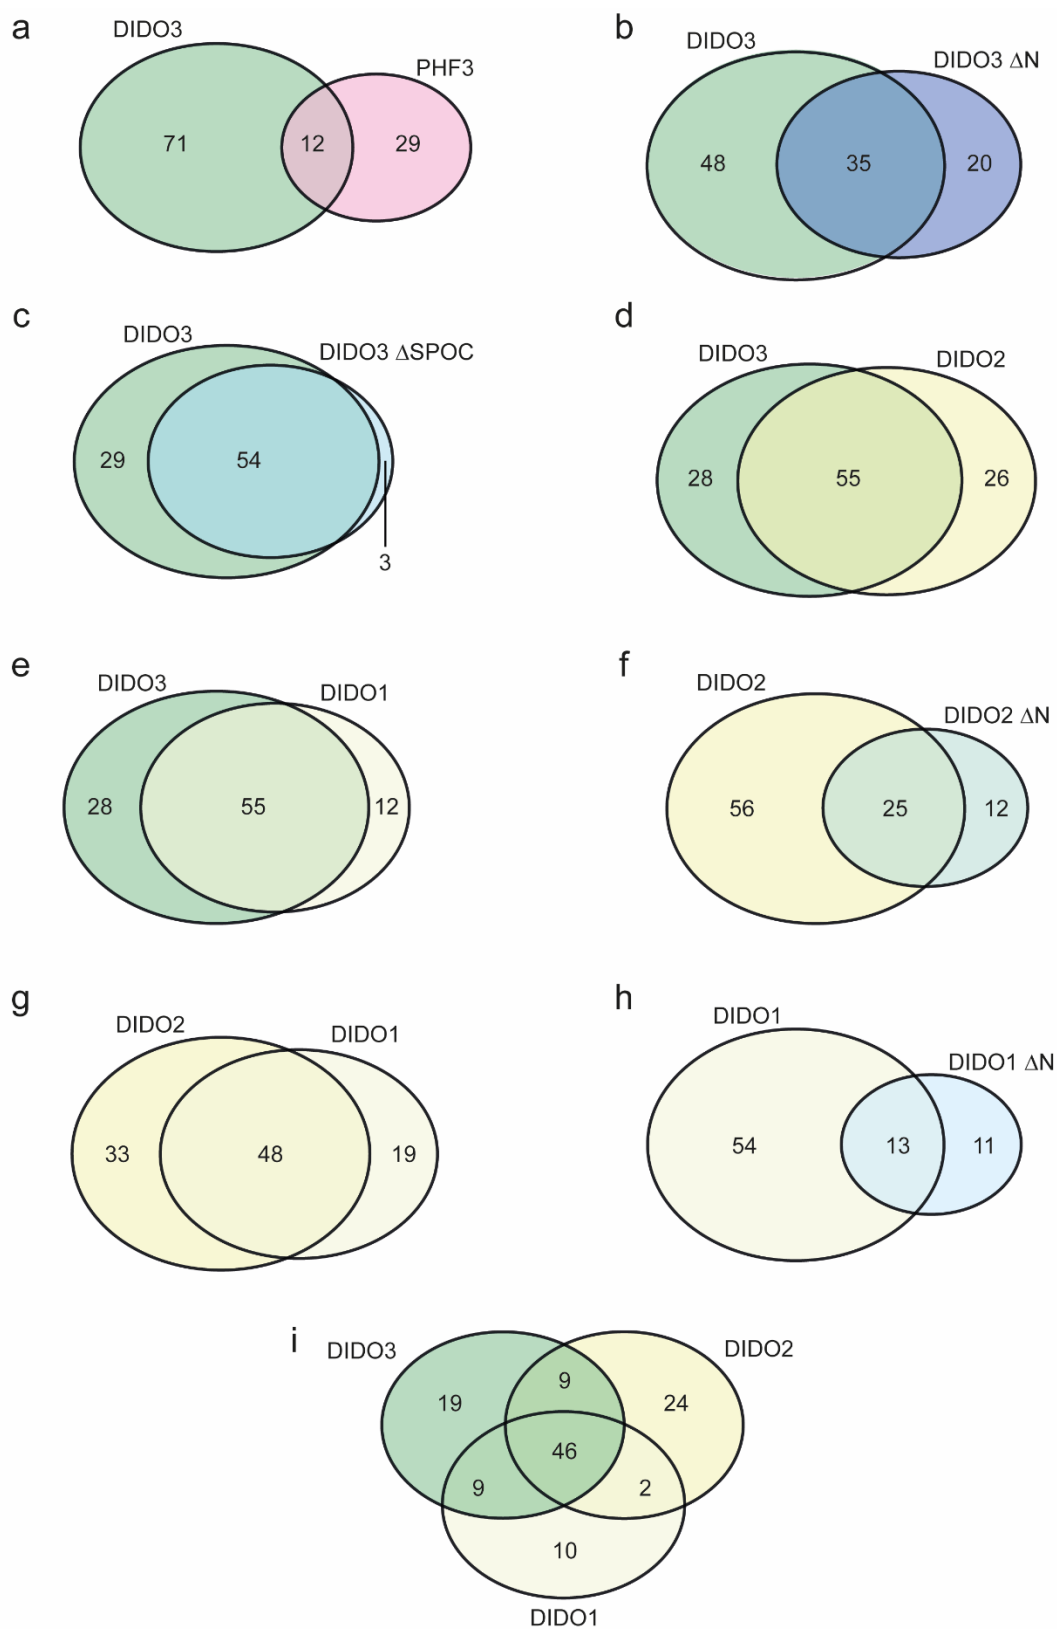 a
DIDO3
PHF3
71
12
29
b
DIDO3
DIDO3 ΔN
48
35
20
c
DIDO3
DIDO3 ΔSPOC
29
54
3
d
DIDO3
DIDO2
28
55
26
e
DIDO3
DIDO1
28
55
12
f
DIDO2
DIDO2 ΔN
56
25
12
g
DIDO2
DIDO1
33
48
19
h
DIDO1
DIDO1 ΔN
54
13
11
i
DIDO3
DIDO2
19
9
24
46
9
2
10
DIDO1